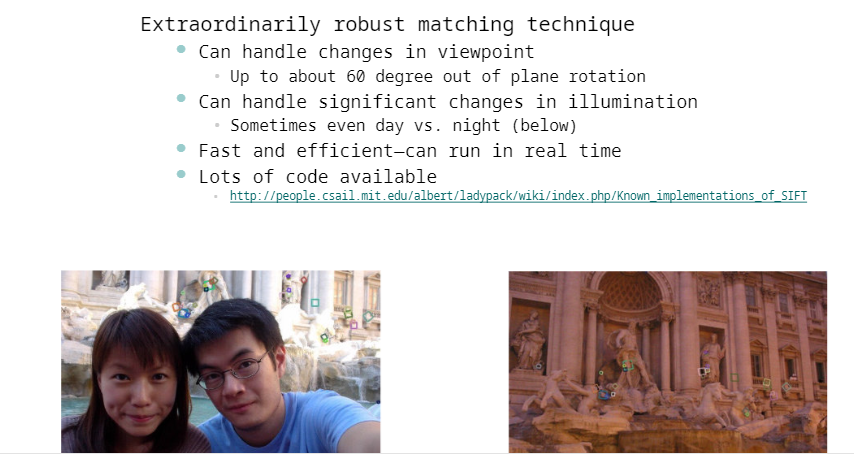 Extraordinarily robust matching technique
Can handle changes in viewpoint
Up to about 60 degree out of plane rotation
Can handle significant changes in illumination
Sometimes even day vs. night (below)
Fast and efficient—can run in real time
Lots of code available
http://people.csail.mit.edu/albert/ladypack/wiki/index.php/Known_implementations_of_SIFT